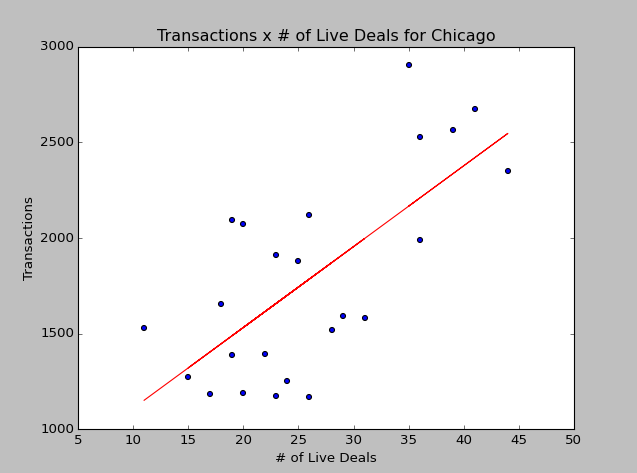 Transactions x # of Live Deals for Chicago
3000
2500
2000
1500
1000
Transactions
5 10 15 20 25 30 35 40 45 50
# of Live Deals